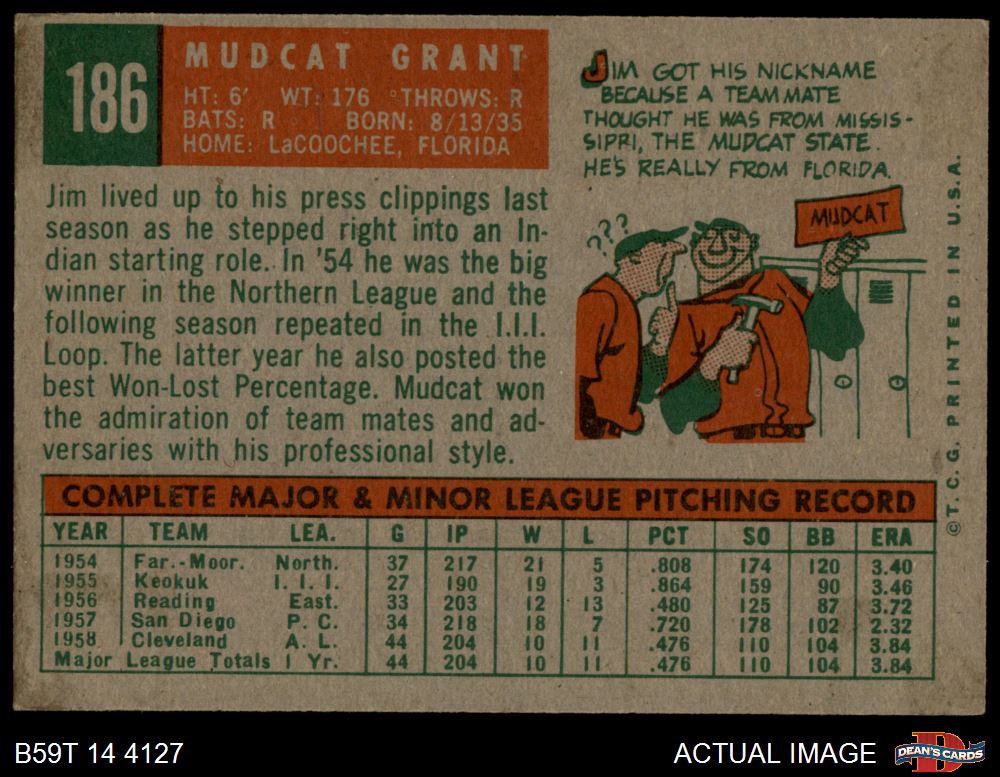 186
MUDCAT GRANT
HT: 6' WT: 176 °THROWS: R
BATS: R BORN: 8/13/35
HOME: LaCOOCHEE, FLORIDA
Jim lived up to his press clippings last
season as he stepped right into an In-
dian starting role. In '54 he was the big
winner in the Northern League and the
following season repeated in the I.I.I.
Loop. The latter year he also posted the
best Won-Lost Percentage. Mudcat won
the admiration of team mates and ad-
versaries with his professional style.
JIM GOT HIS NICKNAME
BECAUSE A TEAMMATE
THOUGHT HE WAS FROM MISSIS-
SIPPI, THE MUDCAT STATE.
HE'S REALLY FROM FLORIDA.
???
MUDCAT
COMPLETE MAJOR & MINOR LEAGUE PITCHING RECORD
YEAR TEAM LEA. G IP W L PCT SO BB ERA
1954 Far.-Moor. North. 37 217 21 5 .808 174 120 3.40
1955 Keokuk I. I. I. 27 190 19 3 .864 159 90 3.46
1956 Reading East. 33 203 12 13 .480 125 87 3.72
1957 San Diego P. C. 34 218 18 7 .720 178 102 2.32
1958 Cleveland A. L. 44 204 10 11 .476 110 104 3.84
Major League Totals 1 Yr. 44 204 10 11 .476 110 104 3.84
©T.C.G. PRINTED IN U.S.A.
B59T 14 4127
ACTUAL IMAGE
D
DEAN'S CARDS